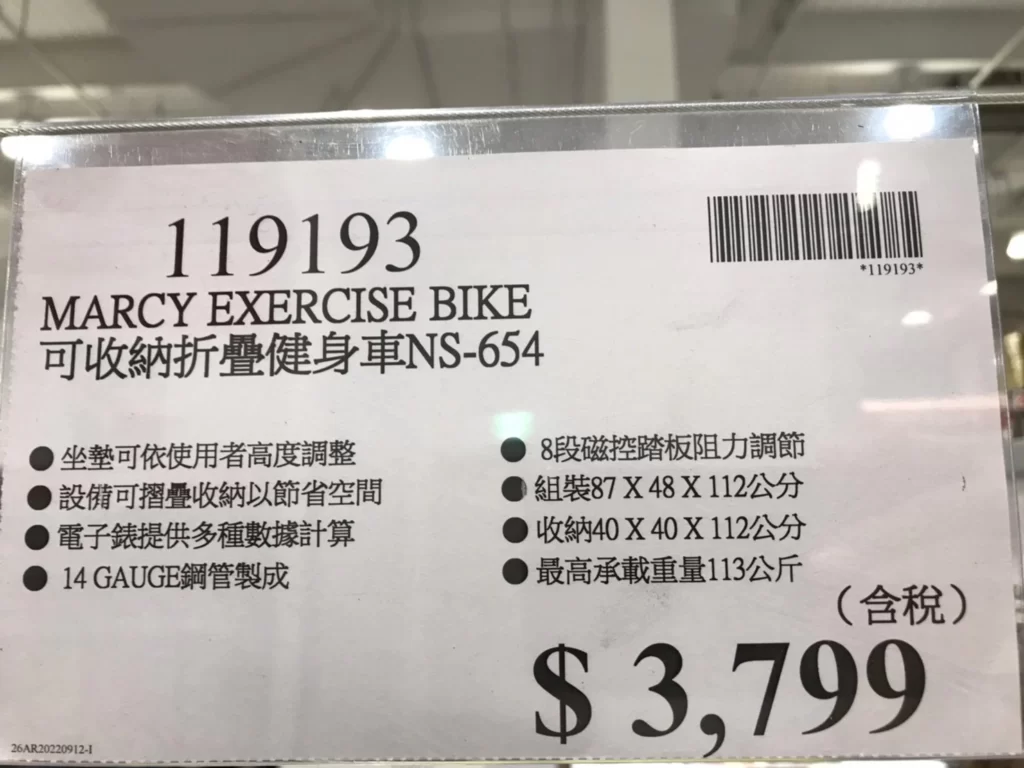 119193
*119193*
MARCY EXERCISE BIKE
可收納折疊健身車NS-654
● 坐墊可依使用者高度調整
● 設備可摺疊收納以節省空間
● 電子錶提供多種數據計算
● 14 GAUGE鋼管製成
● 8段磁控踏板阻力調節
● 組裝87 X 48 X 112公分
● 收納40 X 40 X 112公分
● 最高承載重量113公斤
（含稅）
$ 3,799
26AR20220912-I